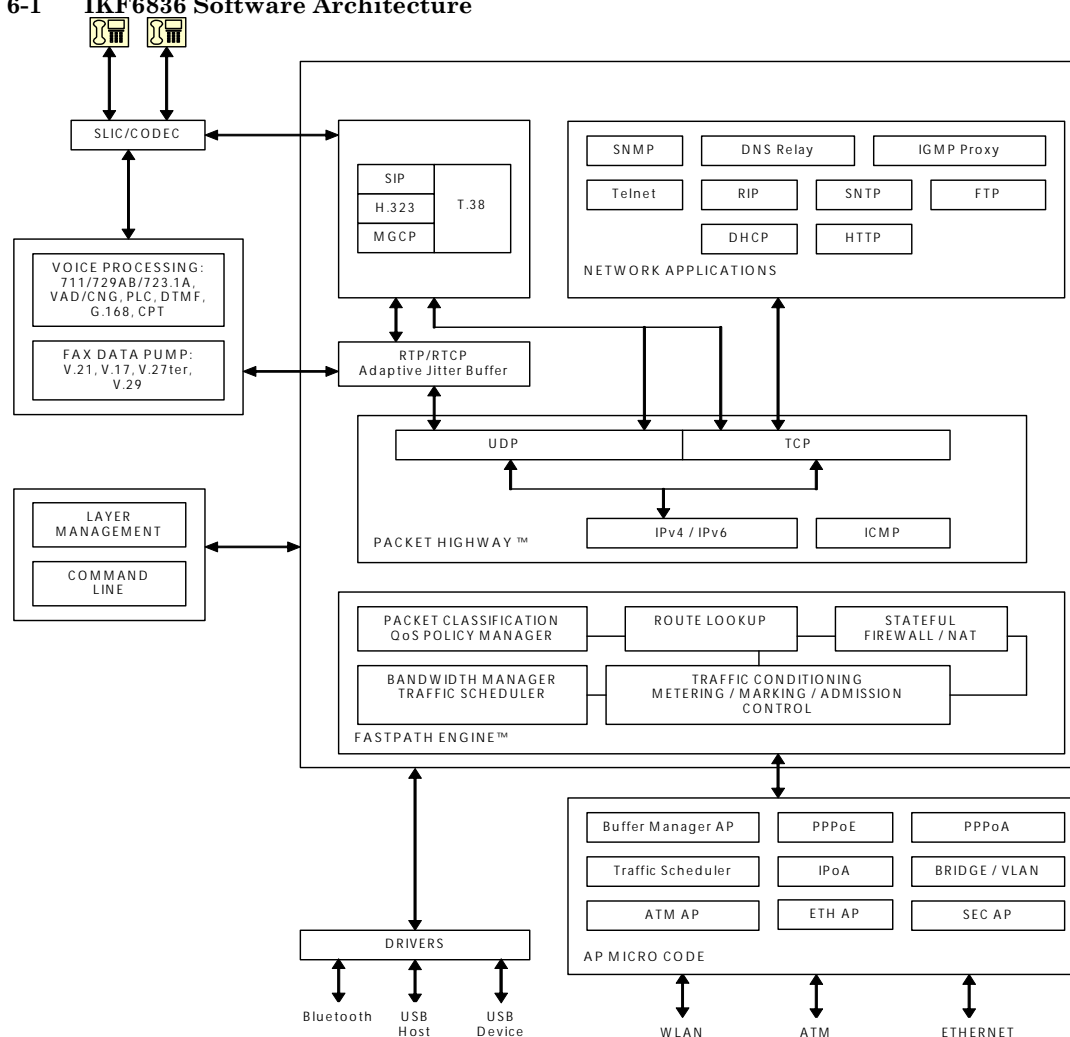 6-1 IKF6836 Software Architecture
SLIC/CODEC
SIP
H.323
MGCP
T.38
SNMP
DNS Relay
IGMP Proxy
Telnet
RIP
SNTP
FTP
DHCP
HTTP
NETWORK APPLICATIONS
VOICE PROCESSING:
711/729AB/723.1A,
VAD/CNG, PLC, DTMF,
G.168, CPT
FAX DATA PUMP:
V.21, V.17, V.27ter,
V.29
RTP/RTCP
Adaptive Jitter Buffer
UDP
TCP
IPv4 / IPv6
ICMP
PACKET HIGHWAY ™
LAYER
MANAGEMENT
COMMAND
LINE
PACKET CLASSIFICATION
QoS POLICY MANAGER
ROUTE LOOKUP
STATEFUL
FIREWALL / NAT
BANDWIDTH MANAGER
TRAFFIC SCHEDULER
TRAFFIC CONDITIONING
METERING / MARKING / ADMISSION
CONTROL
FASTPATH ENGINE™
Buffer Manager AP
PPPoE
PPPoA
Traffic Scheduler
IPoA
BRIDGE / VLAN
ATM AP
ETH AP
SEC AP
AP MICRO CODE
DRIVERS
Bluetooth
USB
Host
USB
Device
WLAN
ATM
ETHERNET